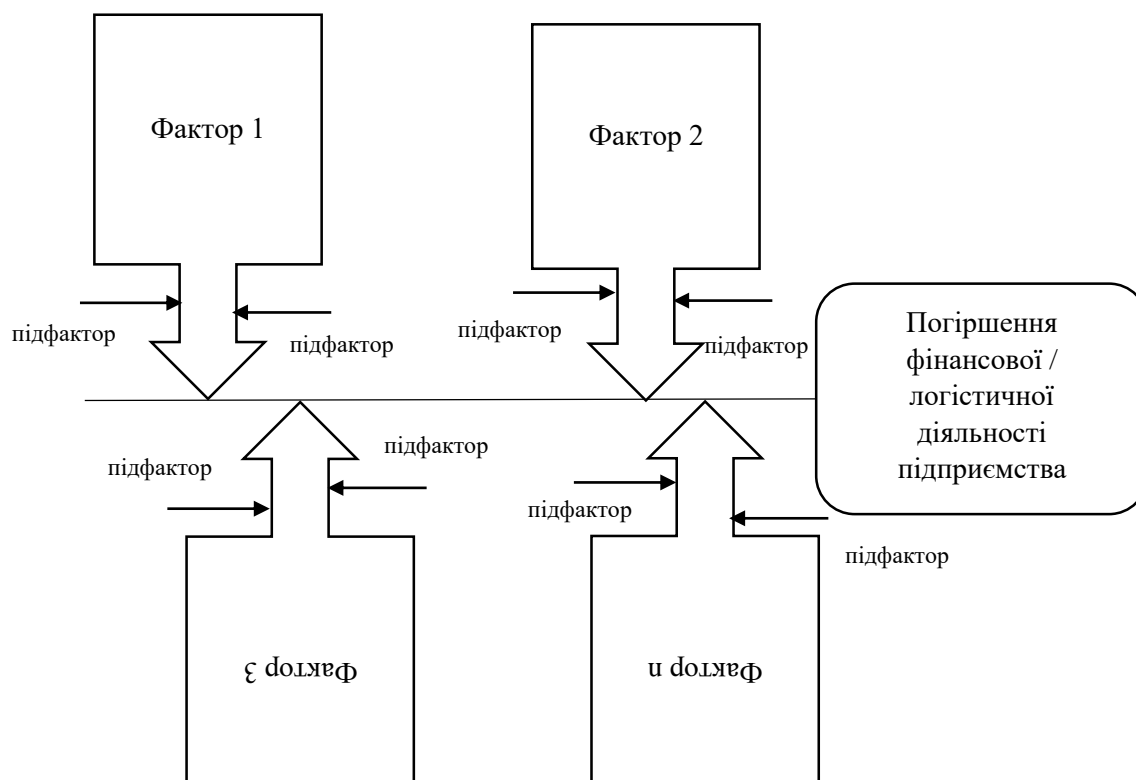 Фактор 1
Фактор 2
підфактор
підфактор
підфактор
підфактор
Погіршення
фінансової /
логістичної
діяльності
підприємства
підфактор
підфактор
підфактор
підфактор
Фактор 3
Фактор n